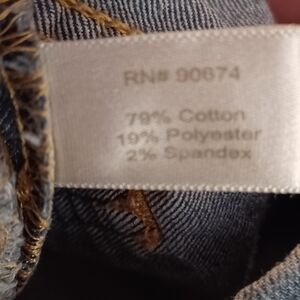 RN# 90674
79% Cotton
19% Polyester
2% Spandex